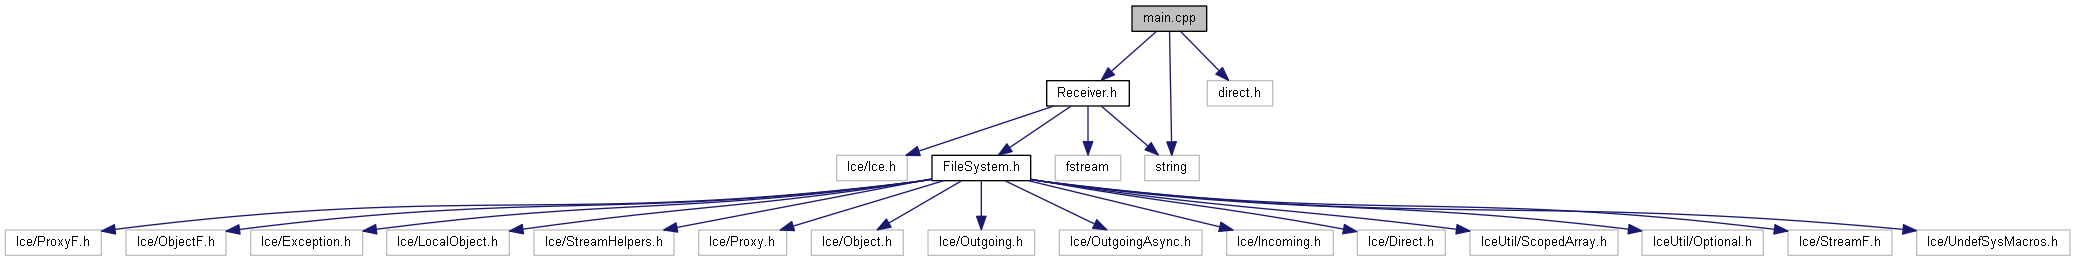 main.cpp
Receiver.h
direct.h
Ice/Ice.h
FileSystem.h
fstream
string
Ice/ProxyF.h
Ice/ObjectF.h
Ice/Exception.h
Ice/LocalObject.h
Ice/StreamHelpers.h
Ice/Proxy.h
Ice/Object.h
Ice/Outgoing.h
Ice/OutgoingAsync.h
Ice/Incoming.h
Ice/Direct.h
IceUtil/ScopedArray.h
IceUtil/Optional.h
Ice/StreamF.h
Ice/UndefSysMacros.h